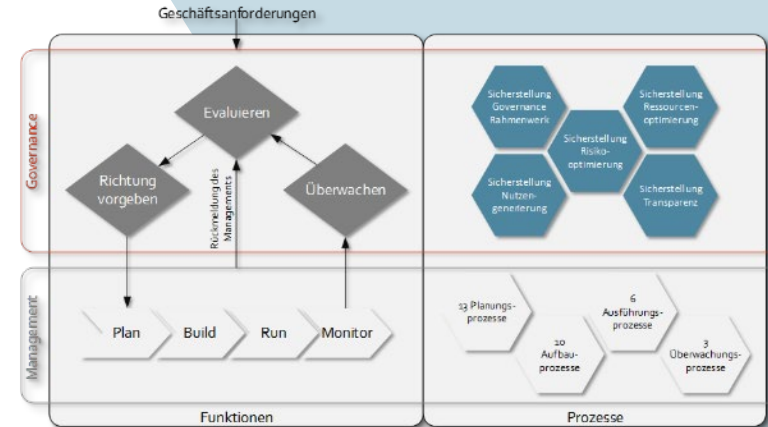 Geschäftsanforderungen
Governance
Evaluieren
Richtung
vorgeben
Überwachen
Rückmeldung des
Managements
Sicherstellung
Governance
Rahmenwerk
Sicherstellung
Ressourcen-
optimierung
Sicherstellung
Risiko-
optimierung
Sicherstellung
Nutzen-
generierung
Sicherstellung
Transparenz
Management
Plan
Build
Run
Monitor
13 Planungs-
prozesse
10
Aufbau-
prozesse
6
Ausführungs-
prozesse
3
Überwachungs-
prozesse
Funktionen
Prozesse